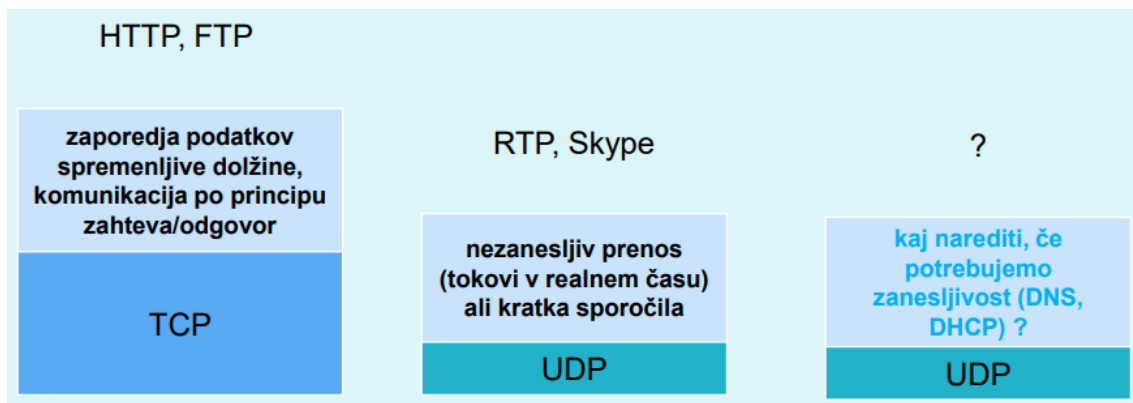 HTTP, FTP
zaporedja podatkov
spremenljive dolžine,
komunikacija po principu
zahteva/odgovor
TCP
RTP, Skype
nezanesljiv prenos
(tokovi v realnem času)
ali kratka sporočila
UDP
?
kaj narediti, če
potrebujemo
zanesljivost (DNS,
DHCP) ?
UDP